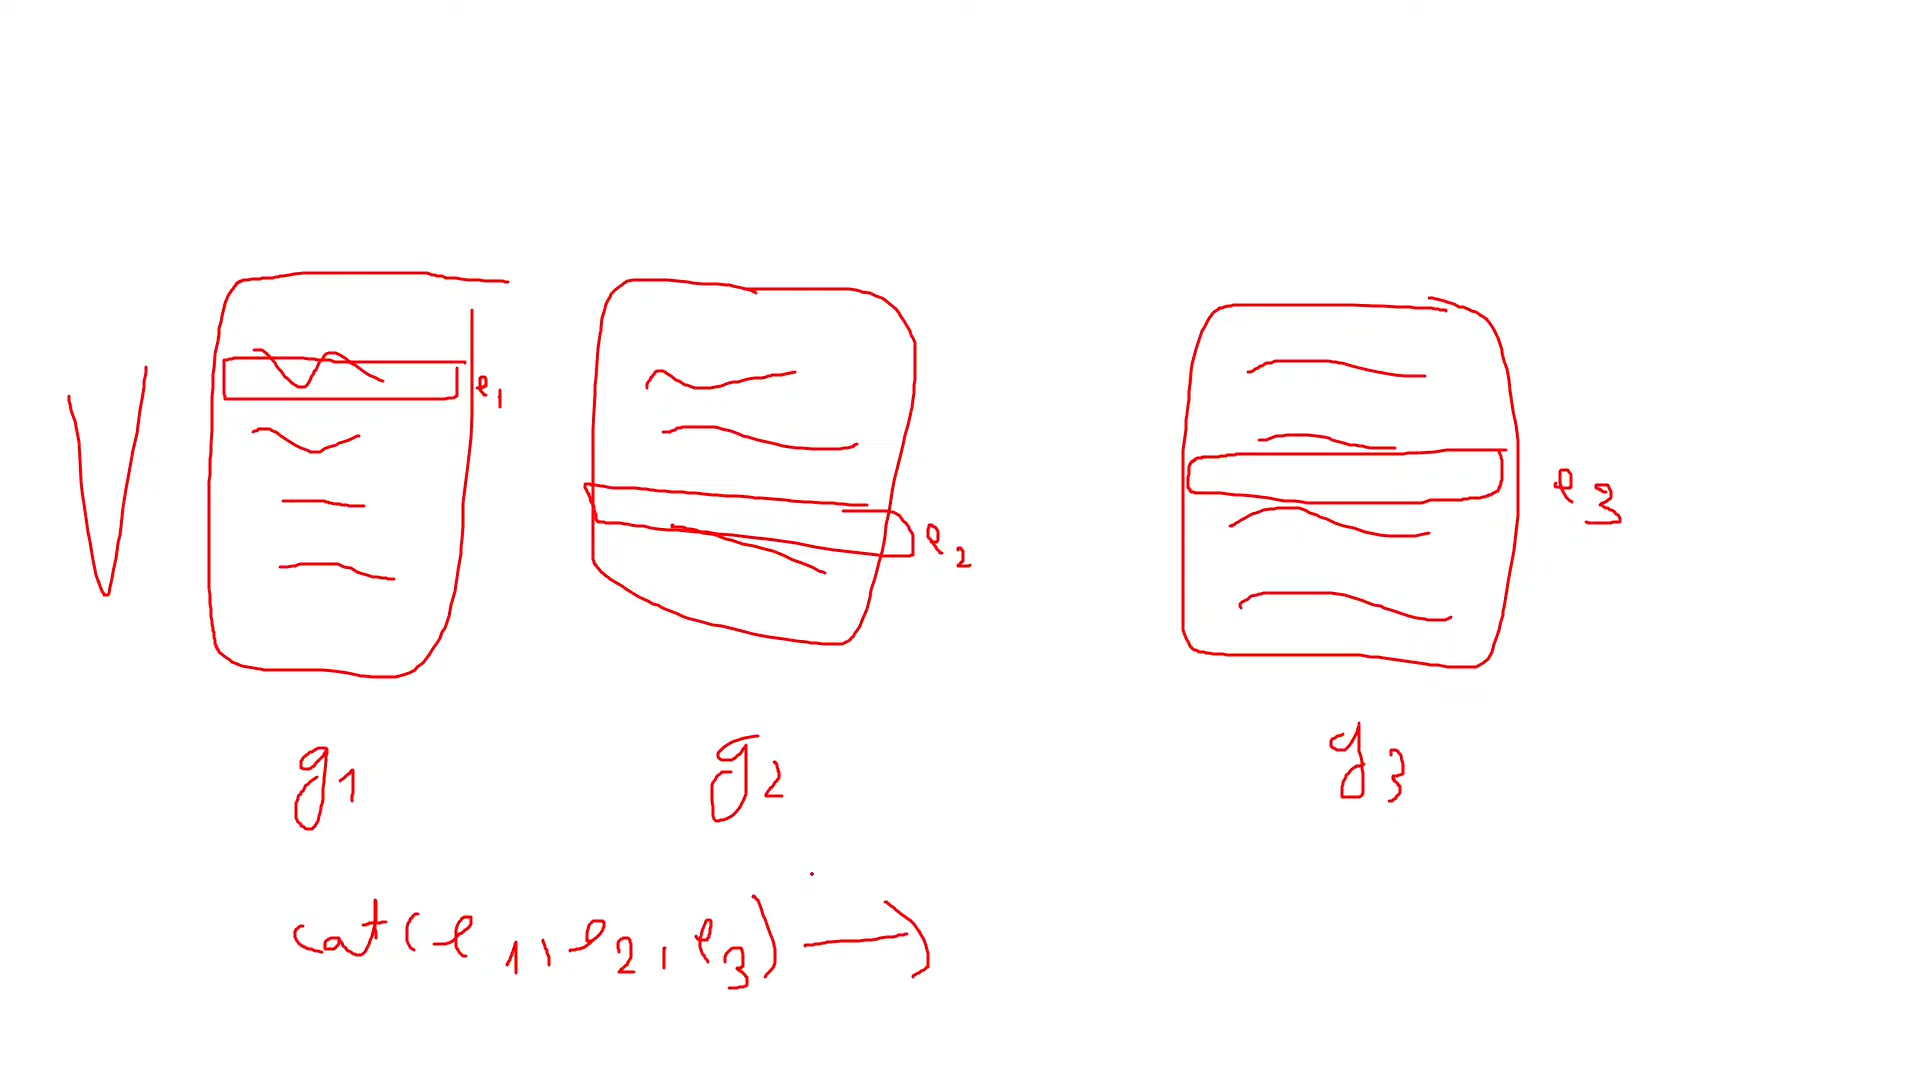 V
e1
e2
e3
g1
g2
g3
cat(e1, e2, e3) →